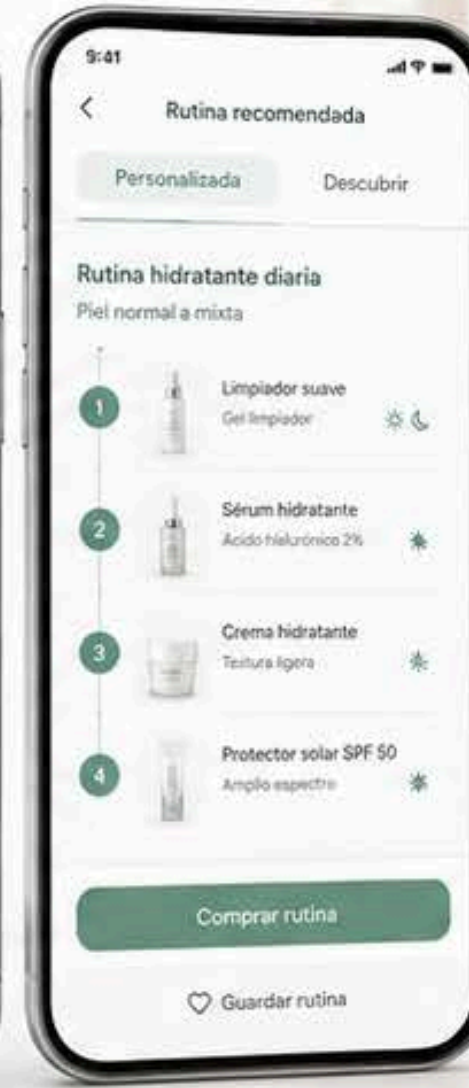 9:41
Rutina recomendada
Personalizada
Descubrir
Rutina hidratante diaria
Piel normal a mixta
1
Limpiador suave
Gel limpiador
2
Sérum hidratante
Acido hialurónico 2%
3
Crema hidratante
Textura ligera
4
Protector solar SPF 50
Amplio espectro
Comprar rutina
Guardar rutina